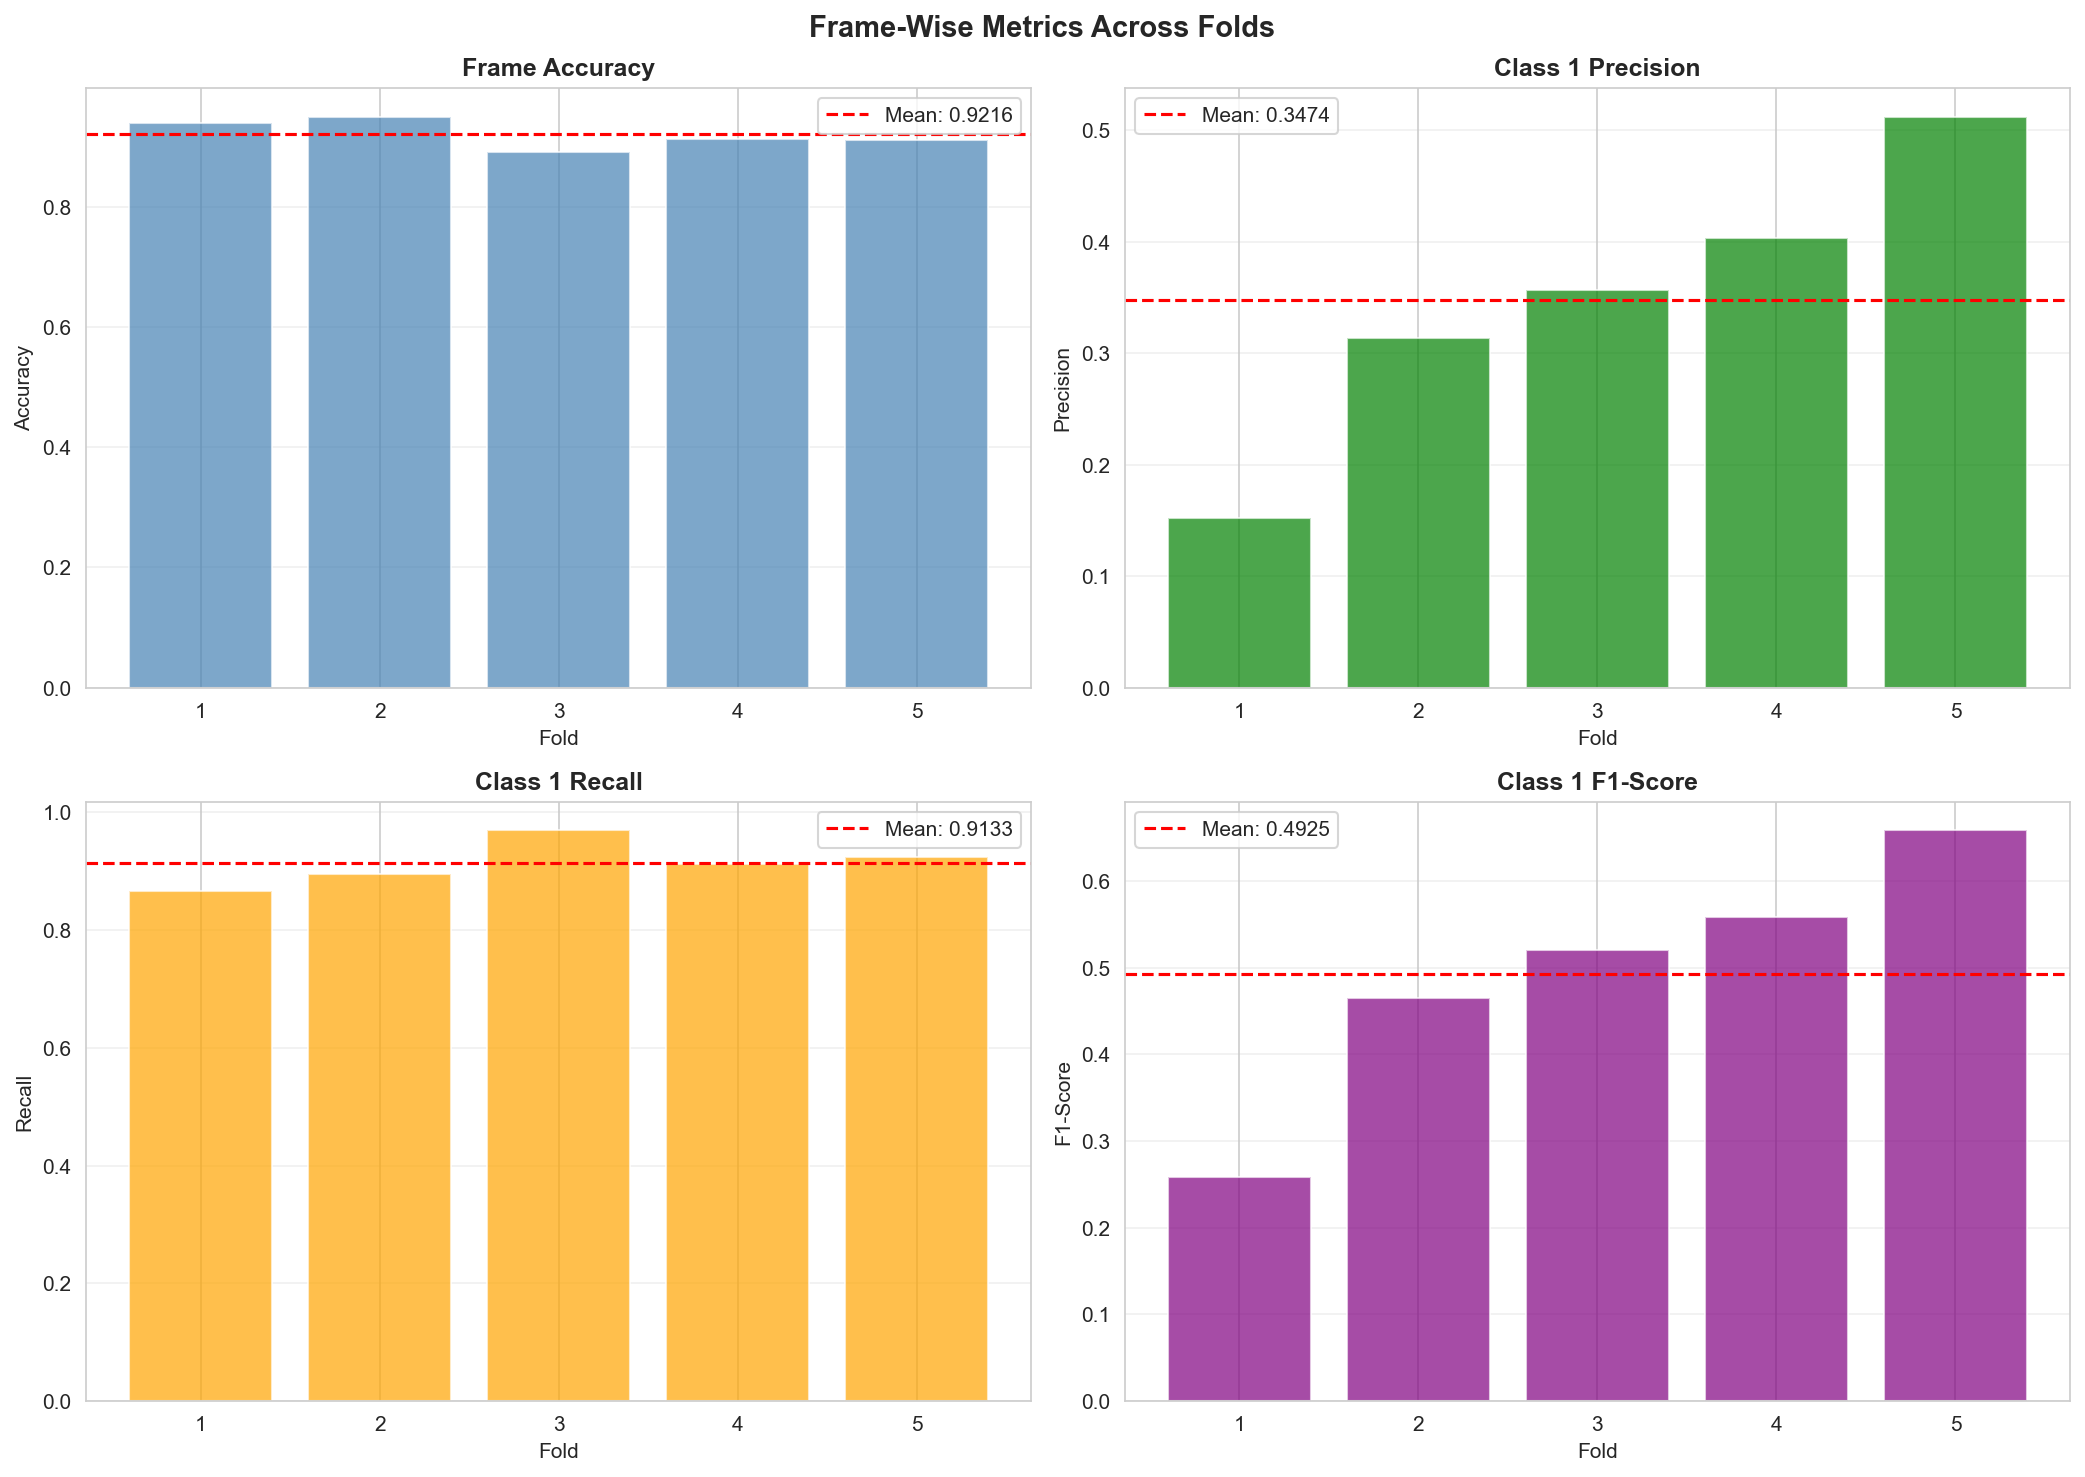 Frame-Wise Metrics Across Folds
Frame Accuracy
Mean: 0.9216
Accuracy
0.8
0.6
0.4
0.2
0.0
1 2 3 4 5
Fold
Class 1 Precision
Mean: 0.3474
Precision
0.5
0.4
0.3
0.2
0.1
0.0
1 2 3 4 5
Fold
Class 1 Recall
Mean: 0.9133
Recall
1.0
0.8
0.6
0.4
0.2
0.0
1 2 3 4 5
Fold
Class 1 F1-Score
Mean: 0.4925
F1-Score
0.6
0.5
0.4
0.3
0.2
0.1
0.0
1 2 3 4 5
Fold